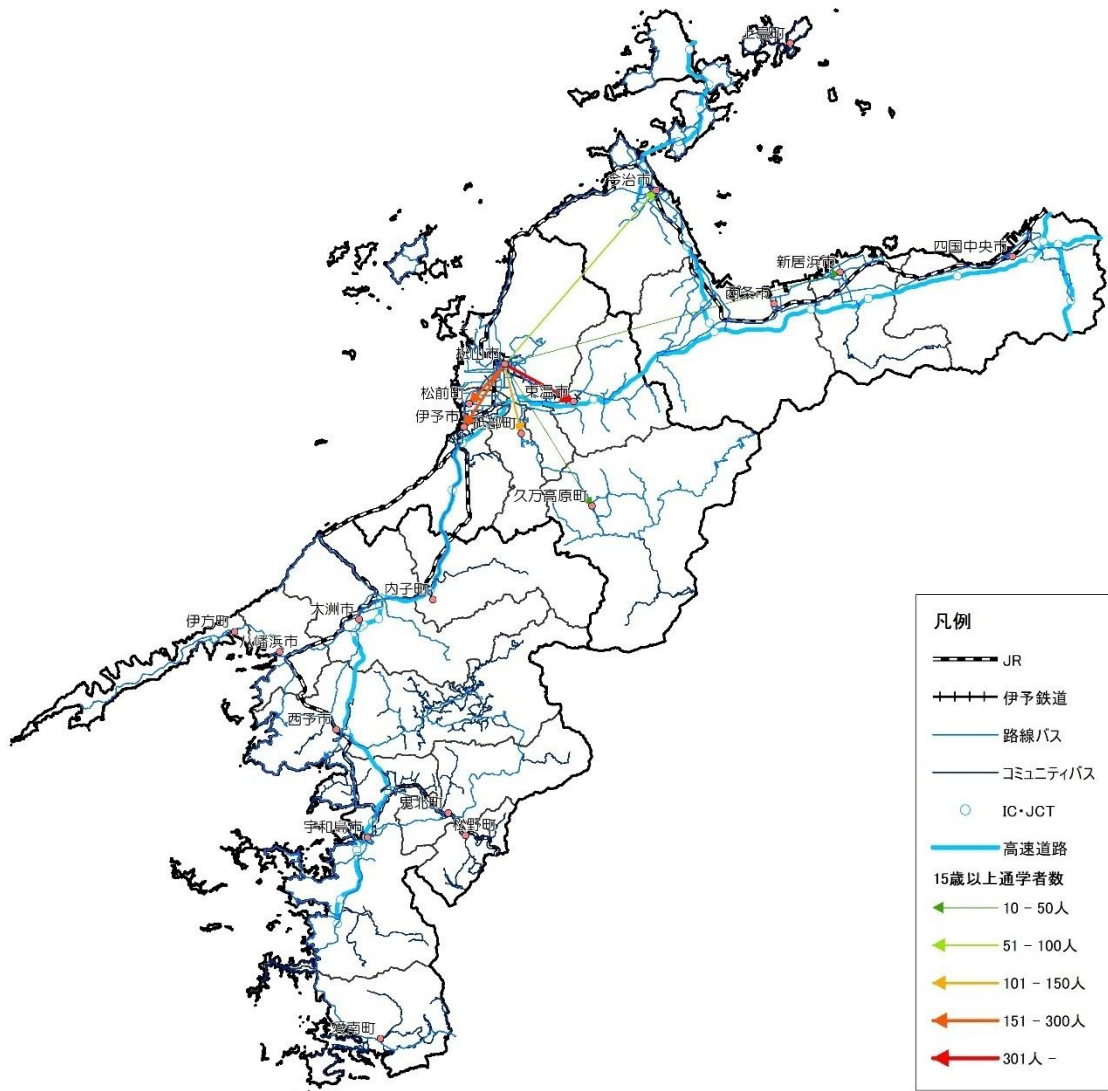 上島町
今治市
四国中央市
新居浜市
西条市
松山市
東温市
松前町
伊予市
砥部町
久万高原町
内子町
大洲市
伊方町
八幡浜市
西予市
鬼北町
松野町
宇和島市
愛南町
凡例
JR
伊予鉄道
路線バス
コミュニティバス
IC・JCT
高速道路
15歳以上通学者数
10 - 50人
51 - 100人
101 - 150人
151 - 300人
301人 -